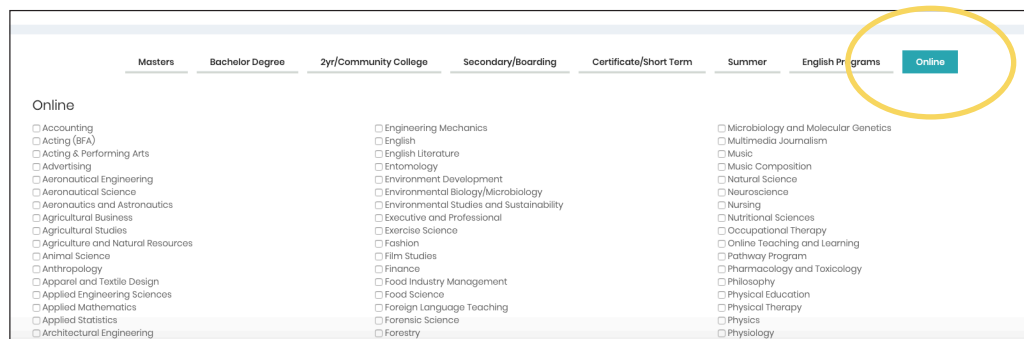 Masters Bachelor Degree 2yr/Community College Secondary/Boarding Certificate/Short Term Summer English Programs Online
Online
Accounting
Acting (BFA)
Acting & Performing Arts
Advertising
Aeronautical Engineering
Aeronautical Science
Aeronautics and Astronautics
Agricultural Business
Agricultural Studies
Agriculture and Natural Resources
Animal Science
Anthropology
Apparel and Textile Design
Applied Engineering Sciences
Applied Mathematics
Applied Statistics
Architectural Engineering
Engineering Mechanics
English
English Literature
Entomology
Environment Development
Environmental Biology/Microbiology
Environmental Studies and Sustainability
Executive and Professional
Exercise Science
Fashion
Film Studies
Finance
Food Industry Management
Food Science
Foreign Language Teaching
Forensic Science
Forestry
Microbiology and Molecular Genetics
Multimedia Journalism
Music
Music Composition
Natural Science
Neuroscience
Nursing
Nutritional Sciences
Occupational Therapy
Online Teaching and Learning
Pathway Program
Pharmacology and Toxicology
Philosophy
Physical Education
Physical Therapy
Physics
Physiology